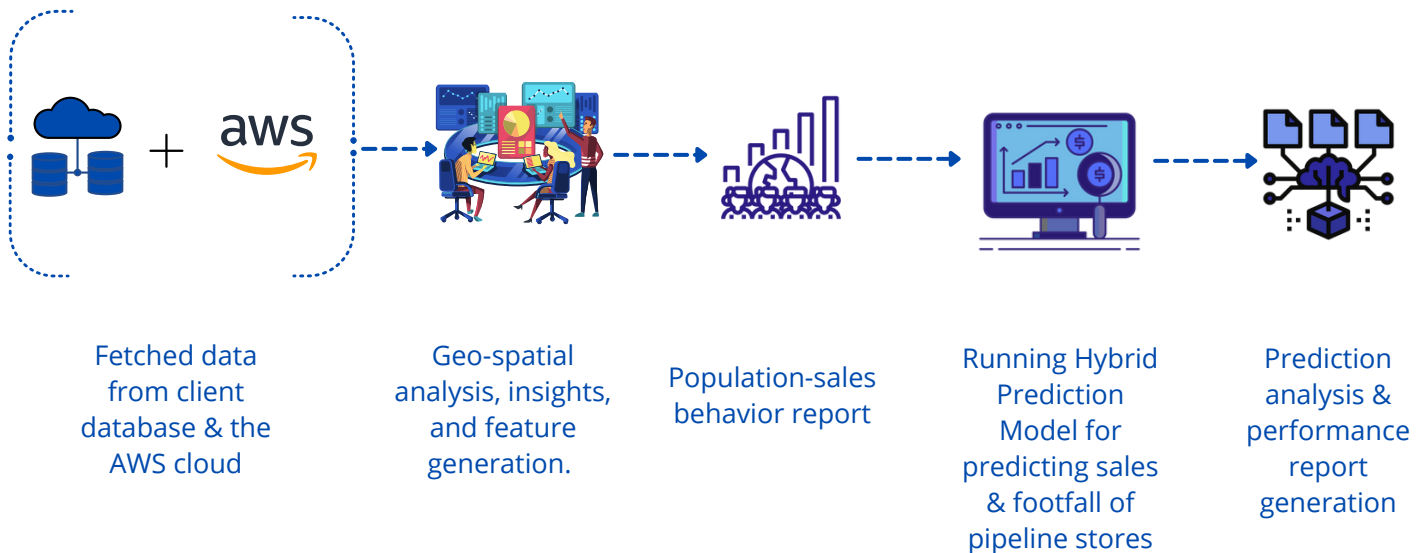 aws
Fetched data
from client
database & the
AWS cloud
Geo-spatial
analysis, insights,
and feature
generation.
Population-sales
behavior report
Running Hybrid
Prediction
Model for
predicting sales
& footfall of
pipeline stores
Prediction
analysis &
performance
report
generation